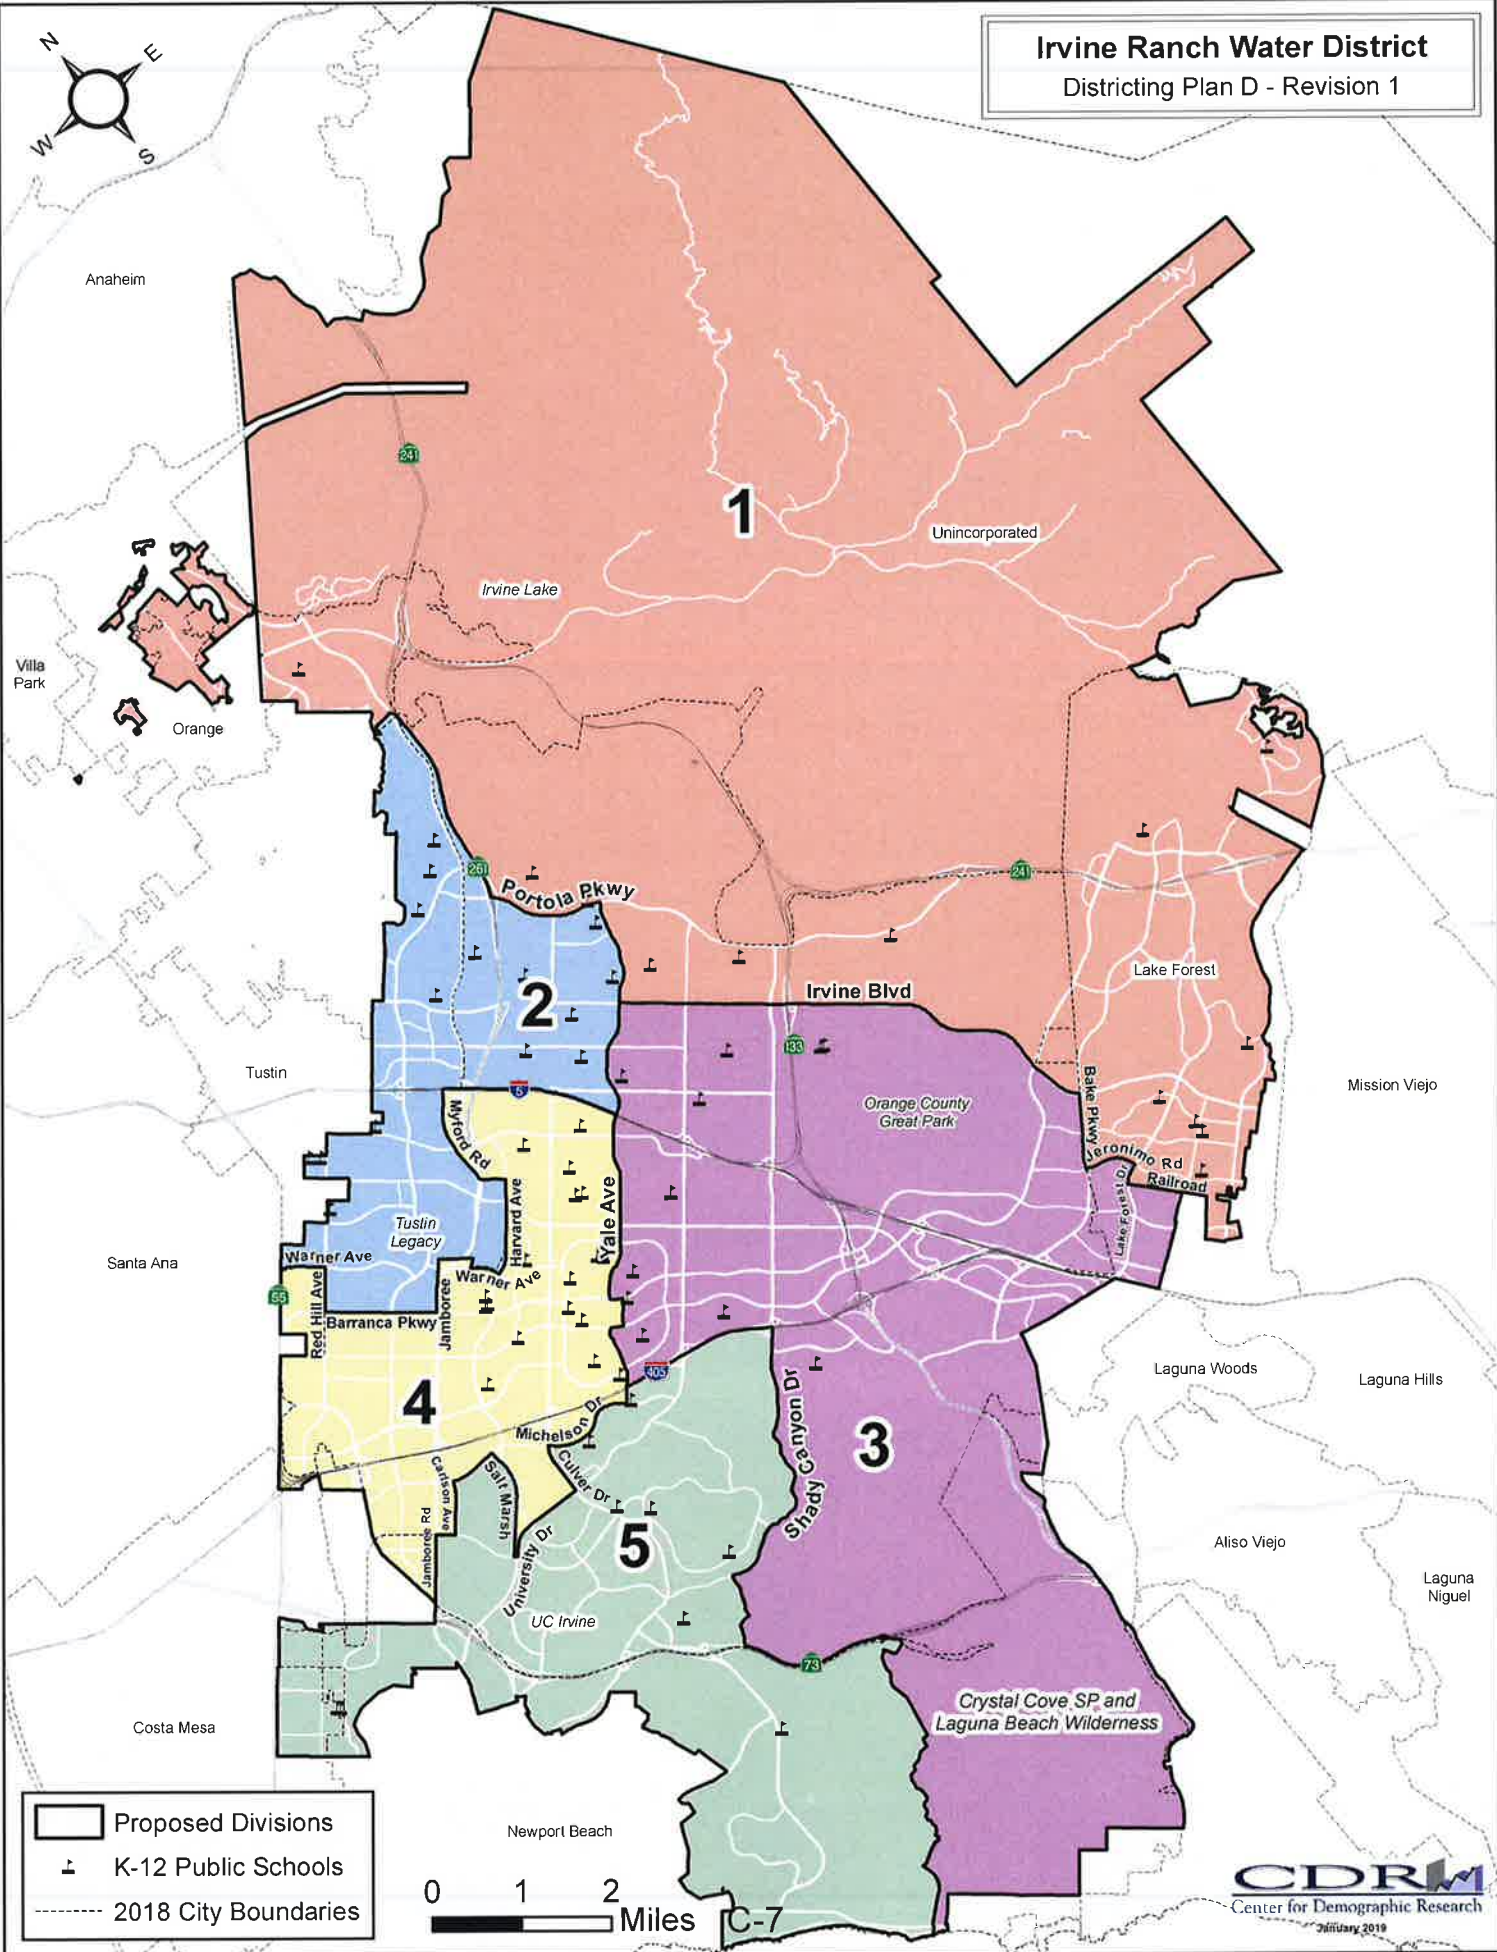 Irvine Ranch Water District
Districting Plan D - Revision 1
N
E
W
S
Anaheim
241
1
Unincorporated
Irvine Lake
Villa
Park
Orange
261
Portola Pkwy
241
Lake Forest
2
Irvine Blvd
133
Tustin
5
Orange County
Great Park
Bake Pkwy
Mission Viejo
Myford Rd
Jeronimo Rd
Railroad
Lake Forest Dr
Harvard Ave
Yale Ave
Tustin
Legacy
Santa Ana
Warner Ave
Warner Ave
55
Red Hill Ave
Barranca Pkwy
Jamboree
405
Laguna Woods
Laguna Hills
4
Michelson Dr
Shady Canyon Dr
3
Culver Dr
Carlson Ave
Salt Marsh
Jamboree Rd
University Dr
5
Aliso Viejo
Laguna
Niguel
UC Irvine
73
Crystal Cove SP and
Laguna Beach Wilderness
Costa Mesa
Newport Beach
Proposed Divisions
K-12 Public Schools
2018 City Boundaries
0 1 2
Miles
C-7
CDR
Center for Demographic Research
January 2019